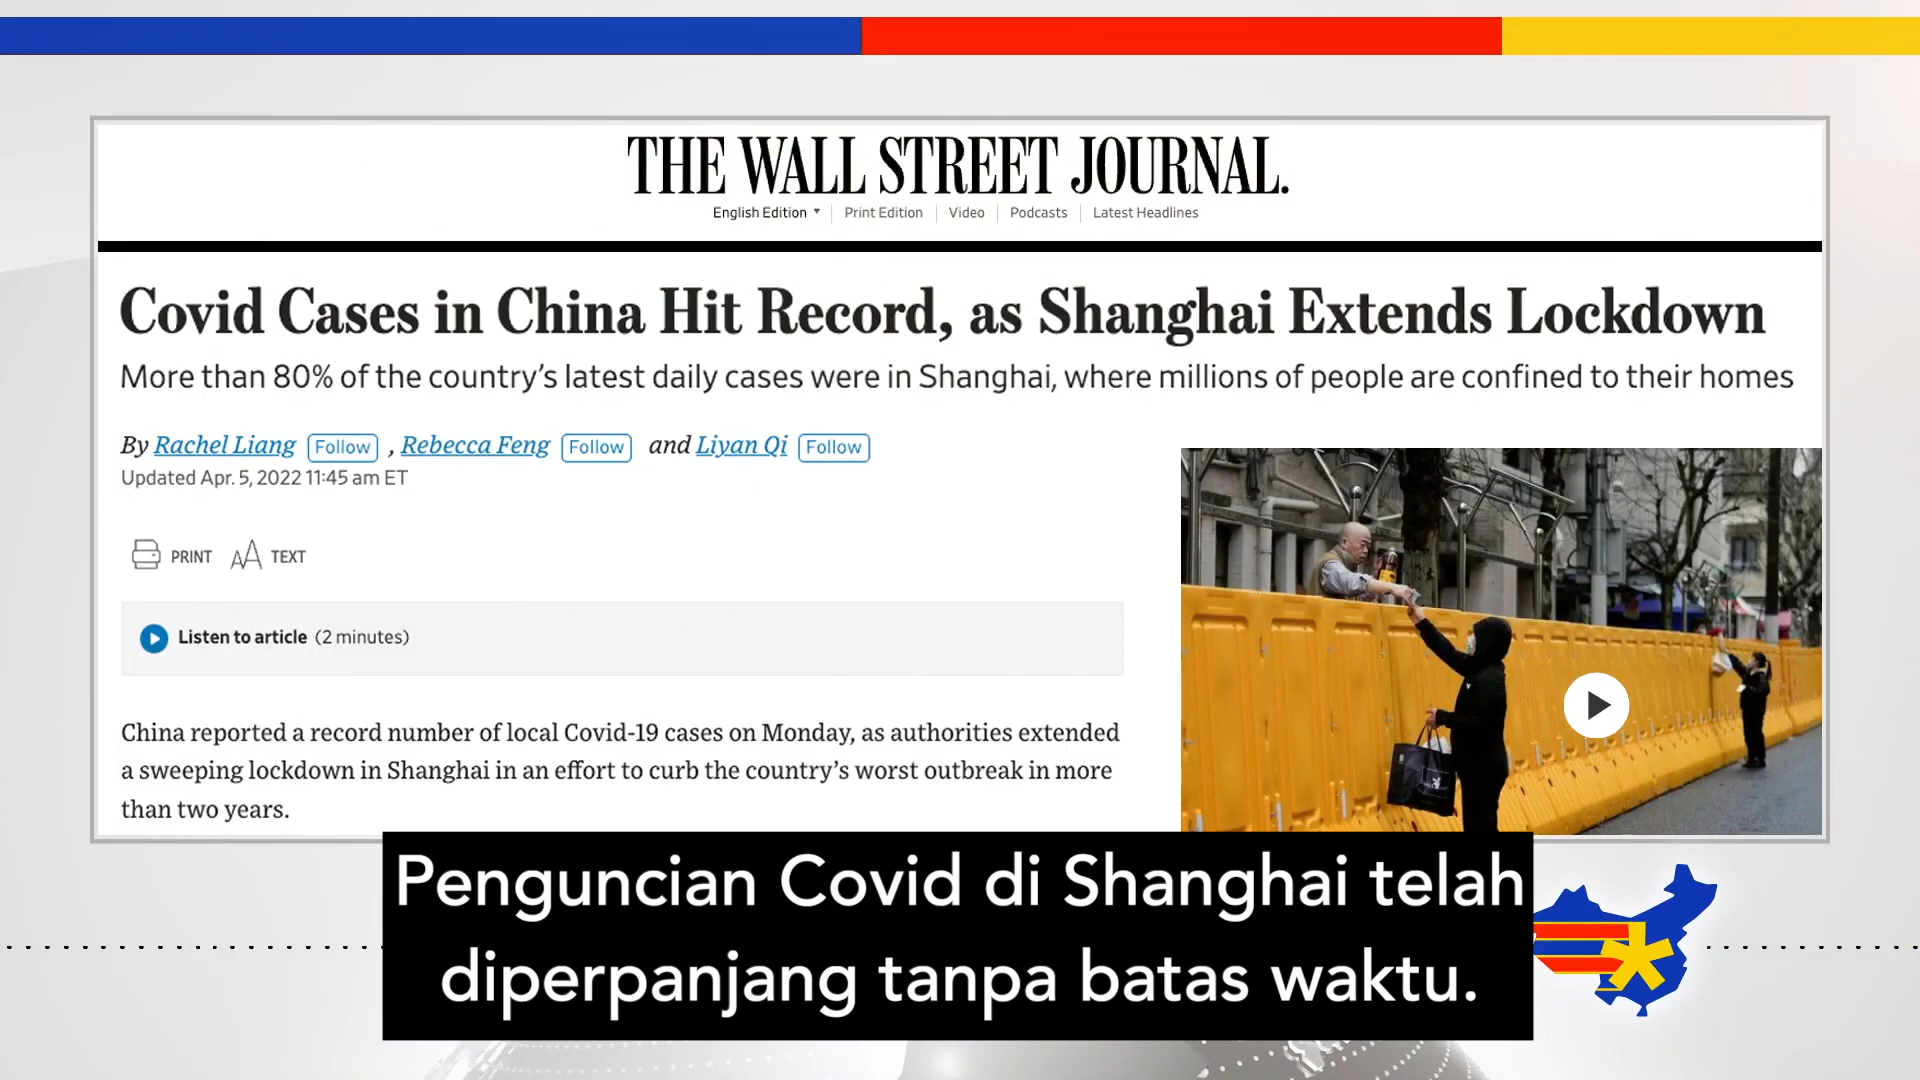 THE WALL STREET JOURNAL.
English Edition Print Edition Video Podcasts Latest Headlines
Covid Cases in China Hit Record, as Shanghai Extends Lockdown
More than 80% of the country’s latest daily cases were in Shanghai, where millions of people are confined to their homes
By Rachel Liang Follow , Rebecca Feng Follow and Liyan Qi Follow
Updated Apr. 5, 2022 11:45 am ET
PRINT AA TEXT
Listen to article (2 minutes)
China reported a record number of local Covid-19 cases on Monday, as authorities extended
a sweeping lockdown in Shanghai in an effort to curb the country’s worst outbreak in more
than two years.
Penguncian Covid di Shanghai telah
diperpanjang tanpa batas waktu.